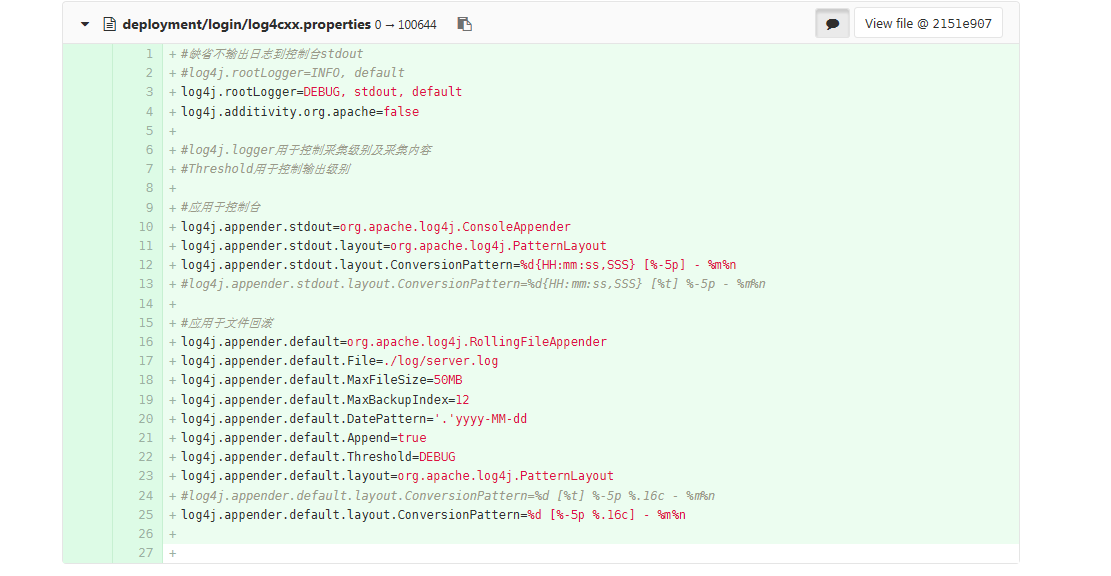 deployment/login/log4cxx.properties 0 → 100644 View file @ 2151e907
1 + #缺省不输出日志到控制台stdout
2 + #log4j.rootLogger=INFO, default
3 + log4j.rootLogger=DEBUG, stdout, default
4 + log4j.additivity.org.apache=false
5 +
6 + #log4j.logger用于控制采集级别及采集内容
7 + #Threshold用于控制输出级别
8 +
9 + #应用于控制台
10 + log4j.appender.stdout=org.apache.log4j.ConsoleAppender
11 + log4j.appender.stdout.layout=org.apache.log4j.PatternLayout
12 + log4j.appender.stdout.layout.ConversionPattern=%d{HH:mm:ss,SSS} [%-5p] - %m%n
13 + #log4j.appender.stdout.layout.ConversionPattern=%d{HH:mm:ss,SSS} [%t] %-5p - %m%n
14 +
15 + #应用于文件回滚
16 + log4j.appender.default=org.apache.log4j.RollingFileAppender
17 + log4j.appender.default.File=./log/server.log
18 + log4j.appender.default.MaxFileSize=50MB
19 + log4j.appender.default.MaxBackupIndex=12
20 + log4j.appender.default.DatePattern='.'yyyy-MM-dd
21 + log4j.appender.default.Append=true
22 + log4j.appender.default.Threshold=DEBUG
23 + log4j.appender.default.layout=org.apache.log4j.PatternLayout
24 + #log4j.appender.default.layout.ConversionPattern=%d [%t] %-5p %.16c - %m%n
25 + log4j.appender.default.layout.ConversionPattern=%d [%-5p %.16c] - %m%n
26 +
27 +